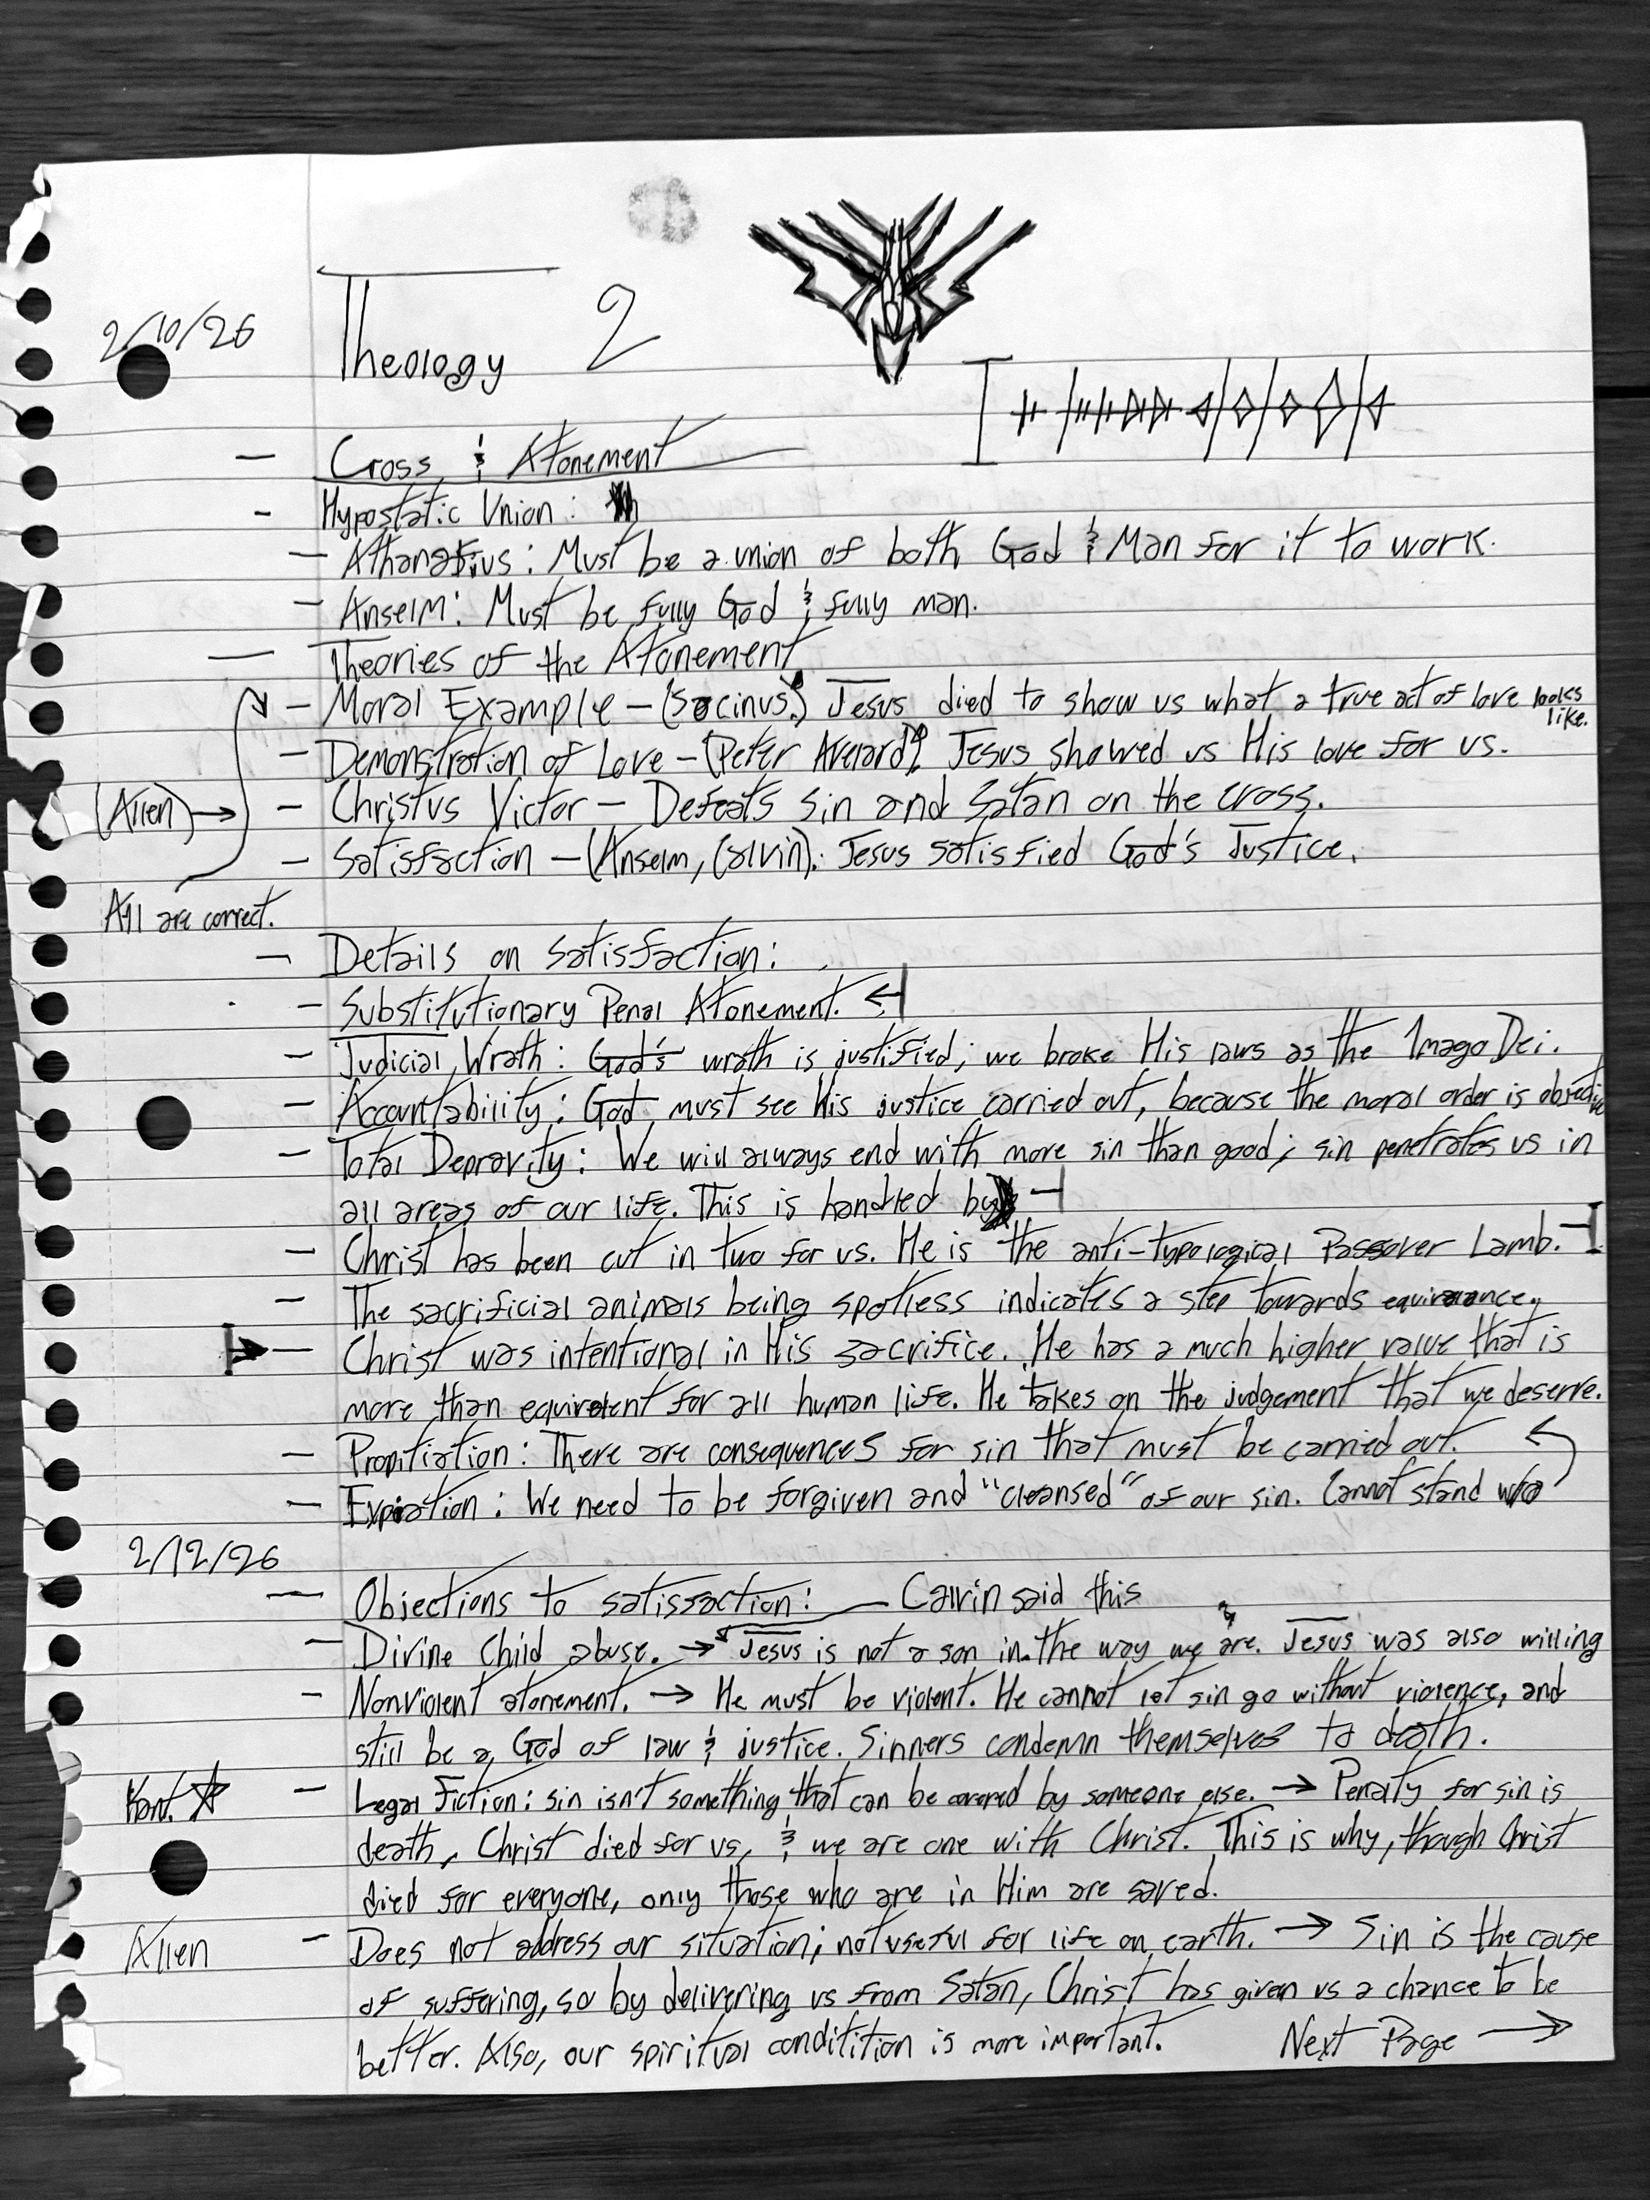 2/10/26
Theology 2
- Cross & Atonement
- Hypostatic Union:
- Athanatius: Must be a union of both God & Man for it to work.
- Anselm: Must be fully God & fully man.
- Theories of the Atonement
- Moral Example - (Socinus). Jesus died to show us what a true act of love looks like.
- Demonstration of Love - (Peter Avelard). Jesus showed us His love for us.
(Allen) → - Christus Victor - Defeats sin and Satan on the cross.
- Satisfaction - (Anselm, Calvin). Jesus satisfied God's Justice.
All are correct.
- Details on Satisfaction:
- Substitutionary Penal Atonement. ←
- Judicial Wrath: God's wrath is justified; we broke His laws as the Imago Dei.
- Accountability: God must see His justice carried out, because the moral order is objective
- Total Depravity: We will always end with more sin than good; sin penetrates us in
all areas of our life. This is handled by
- Christ has been cut in two for us. He is the anti-typological Passover Lamb.
- The sacrificial animals being spotless indicates a step towards equivalence.
→ - Christ was intentional in His sacrifice. He has a much higher value that is
more than equivalent for all human life. He takes on the judgement that we deserve.
- Propitiation: There are consequences for sin that must be carried out. ←
- Expiation: We need to be forgiven and "cleansed" of our sin. Cannot stand w/o
2/12/26
- Objections to satisfaction: Calvin said this
- Divine Child abuse. → Jesus is not a son in the way we are. Jesus was also willing
- Nonviolent atonement. → He must be violent. He cannot let sin go without violence, and
still be a God of law & justice. Sinners condemn themselves to death.
Kant. ☆ - Legal Fiction: sin isn't something that can be covered by someone else. → Penalty for sin is
death, Christ died for us, & we are one with Christ. This is why, though Christ
died for everyone, only those who are in Him are saved.
Allen - Does not address our situation; not useful for life on earth. → Sin is the cause
of suffering, so by delivering us from Satan, Christ has given us a chance to be
better. Also, our spiritual conditition is more important. Next Page →